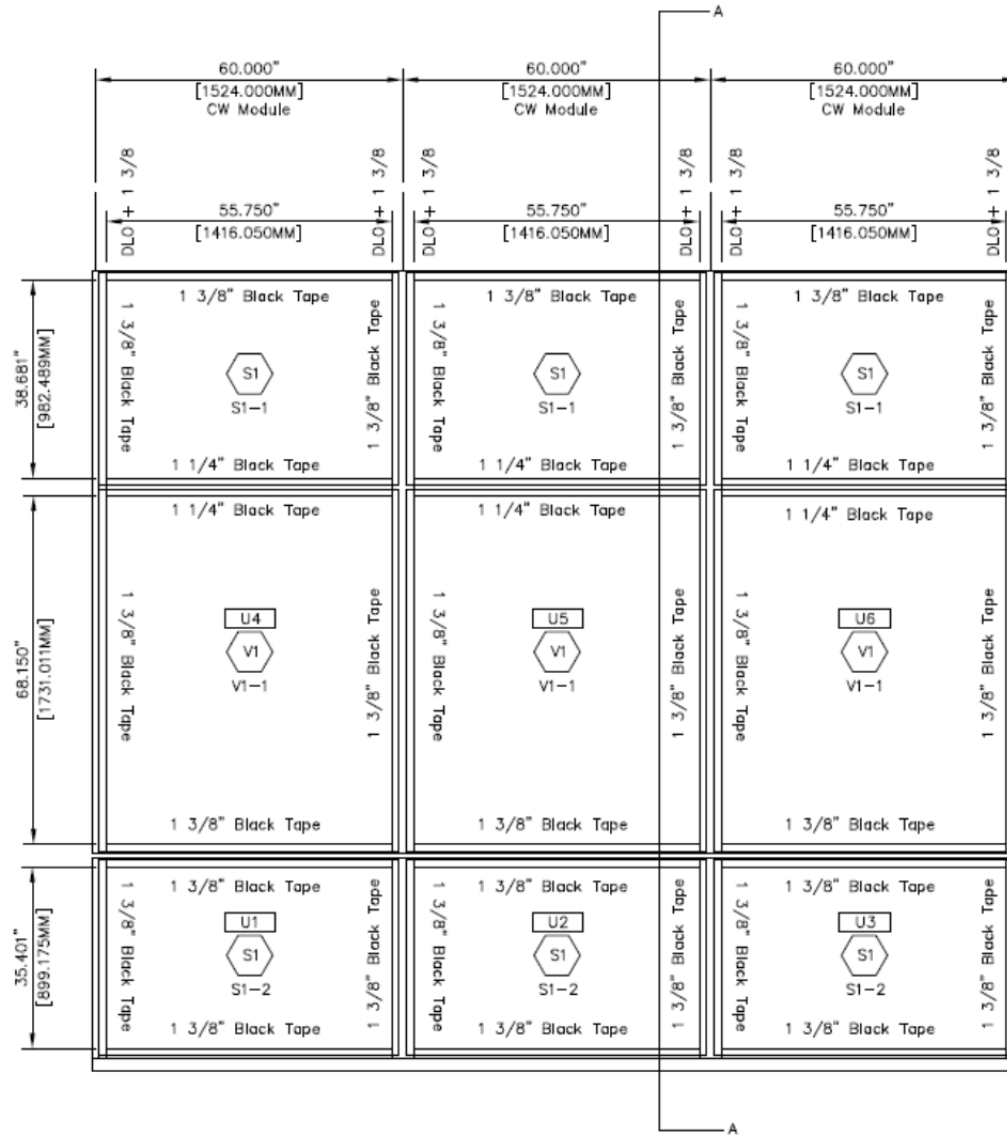 A
60.000" 60.000" 60.000"
[1524.000MM] [1524.000MM] [1524.000MM]
CW Module CW Module CW Module
DLO + 1 3/8 DLO + 1 3/8 DLO + 1 3/8 DLO + 1 3/8 DLO + 1 3/8 DLO + 1 3/8
55.750" 55.750" 55.750"
[1416.050MM] [1416.050MM] [1416.050MM]
38.681"
[982.489MM]
1 3/8" Black Tape 1 3/8" Black Tape 1 3/8" Black Tape
1 3/8" Black Tape 1 3/8" Black Tape 1 3/8" Black Tape 1 3/8" Black Tape 1 3/8" Black Tape 1 3/8" Black Tape
S1 S1 S1
S1-1 S1-1 S1-1
1 1/4" Black Tape 1 1/4" Black Tape 1 1/4" Black Tape
68.150"
[1731.011MM]
1 1/4" Black Tape 1 1/4" Black Tape 1 1/4" Black Tape
1 3/8" Black Tape 1 3/8" Black Tape 1 3/8" Black Tape 1 3/8" Black Tape 1 3/8" Black Tape 1 3/8" Black Tape
U4 U5 U6
V1 V1 V1
V1-1 V1-1 V1-1
1 3/8" Black Tape 1 3/8" Black Tape 1 3/8" Black Tape
35.401"
[899.175MM]
1 3/8" Black Tape 1 3/8" Black Tape 1 3/8" Black Tape
1 3/8" Black Tape 1 3/8" Black Tape 1 3/8" Black Tape 1 3/8" Black Tape 1 3/8" Black Tape 1 3/8" Black Tape
U1 U2 U3
S1 S1 S1
S1-2 S1-2 S1-2
1 3/8" Black Tape 1 3/8" Black Tape 1 3/8" Black Tape
A